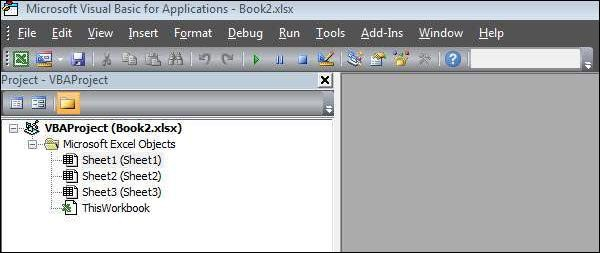 Microsoft Visual Basic for Applications - Book2.xlsx
File Edit View Insert Format Debug Run Tools Add-Ins Window Help
Project - VBAProject
VBAProject (Book2.xlsx)
Microsoft Excel Objects
Sheet1 (Sheet1)
Sheet2 (Sheet2)
Sheet3 (Sheet3)
ThisWorkbook